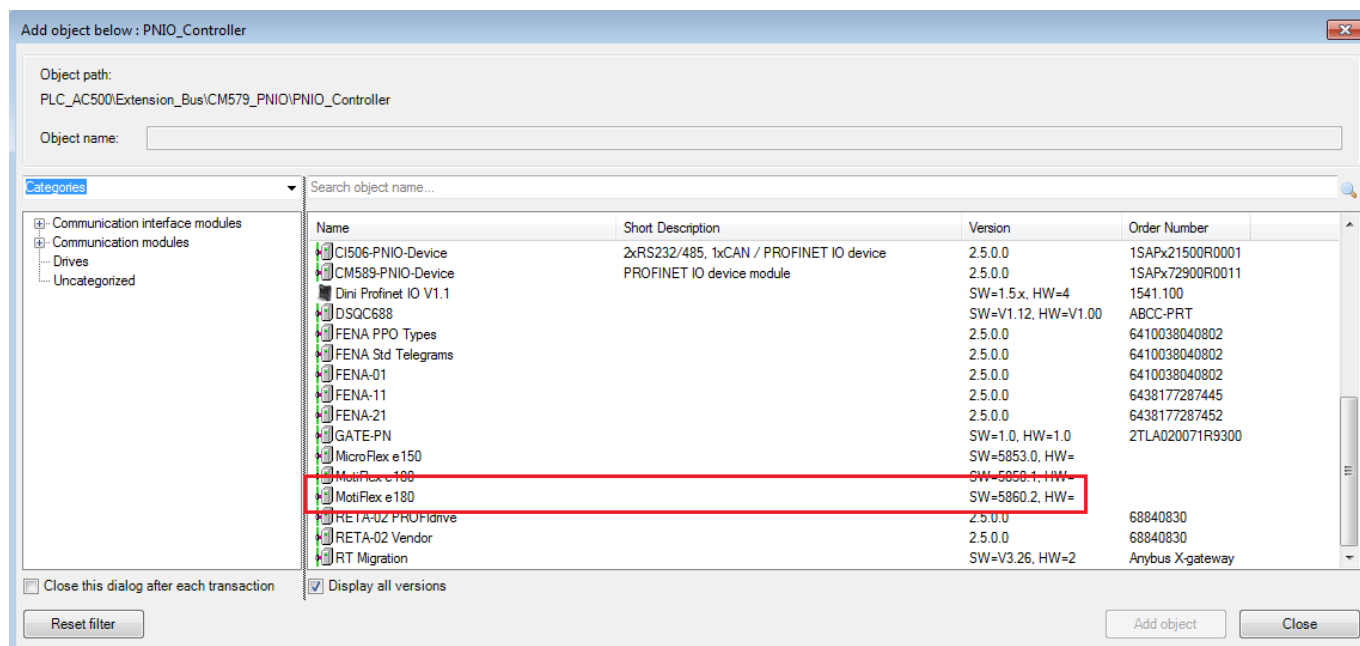 Add object below : PNIO_Controller
Object path:
PLC_AC500\Extension_Bus\CM579_PNIO\PNIO_Controller
Object name:
Categories
Search object name...
Communication interface modules
Communication modules
Drives
Uncategorized
Name Short Description Version Order Number
CI506-PNIO-Device 2xRS232/485, 1xCAN / PROFINET IO device 2.5.0.0 1SAPx21500R0001
CM589-PNIO-Device PROFINET IO device module 2.5.0.0 1SAPx72900R0011
Dini Profinet IO V1.1 SW=1.5.x, HW=4 1541.100
DSQC688 SW=V1.12, HW=V1.00 ABCC-PRT
FENA PPO Types 2.5.0.0 6410038040802
FENA Std Telegrams 2.5.0.0 6410038040802
FENA-01 2.5.0.0 6410038040802
FENA-11 2.5.0.0 6438177287445
FENA-21 2.5.0.0 6438177287452
GATE-PN SW=1.0, HW=1.0 2TLA020071R9300
MicroFlex e150 SW=5853.0, HW=
MotiFlex e180 SW=5858.1, HW=
MotiFlex e180 SW=5860.2, HW=
RETA-02 PROFIdrive 2.5.0.0 68840830
RETA-02 Vendor 2.5.0.0 68840830
RT Migration SW=V3.26, HW=2 Anybus X-gateway
Close this dialog after each transaction
Display all versions
Reset filter
Add object
Close